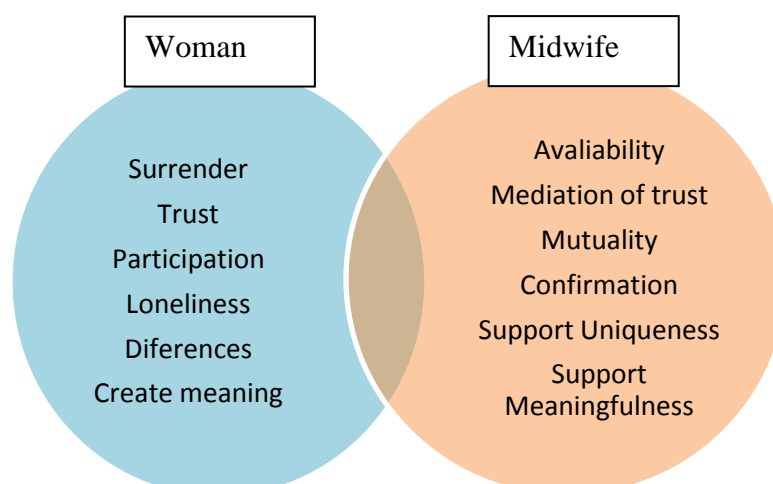 Woman
Surrender
Trust
Participation
Loneliness
Diferences
Create meaning
Midwife
Avaliability
Mediation of trust
Mutuality
Confirmation
Support Uniqueness
Support
Meaningfulness